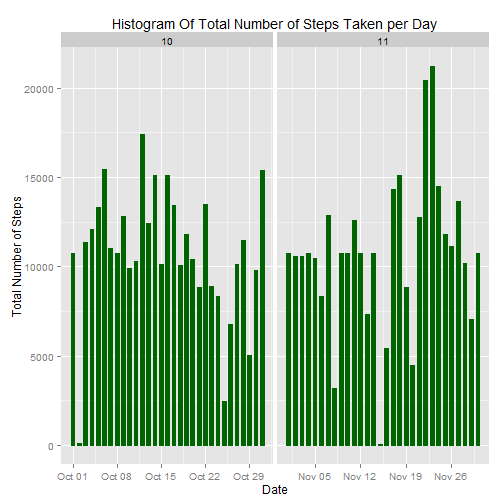 Histogram Of Total Number of Steps Taken per Day
10
11
20000
15000
10000
5000
0
Total Number of Steps
Oct 01
Oct 08
Oct 15
Oct 22
Oct 29
Nov 05
Nov 12
Nov 19
Nov 26
Date